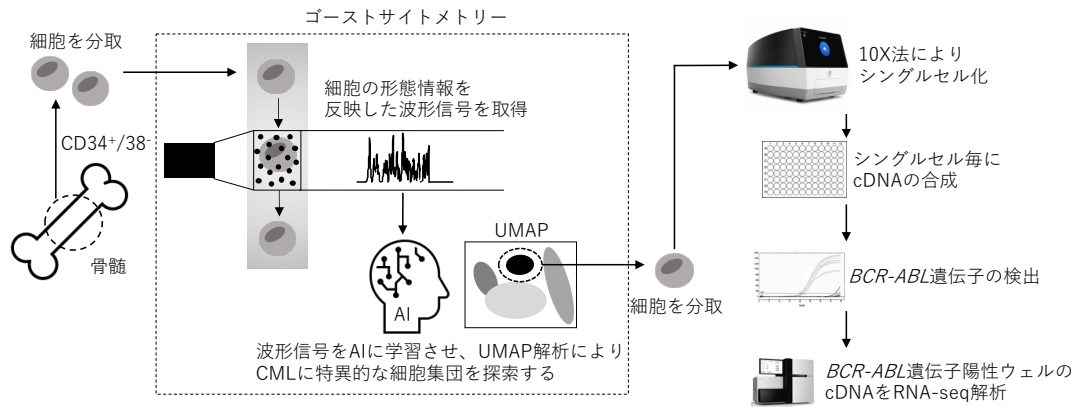 ゴーストサイトメトリー
細胞を分取
CD34⁺/38⁻
骨髄
細胞の形態情報を
反映した波形信号を取得
AI
UMAP
波形信号をAIに学習させ、UMAP解析により
CMLに特異的な細胞集団を探索する
細胞を分取
10X法により
シングルセル化
シングルセル毎に
cDNAの合成
BCR-ABL遺伝子の検出
BCR-ABL遺伝子陽性ウェルの
cDNAをRNA-seq解析